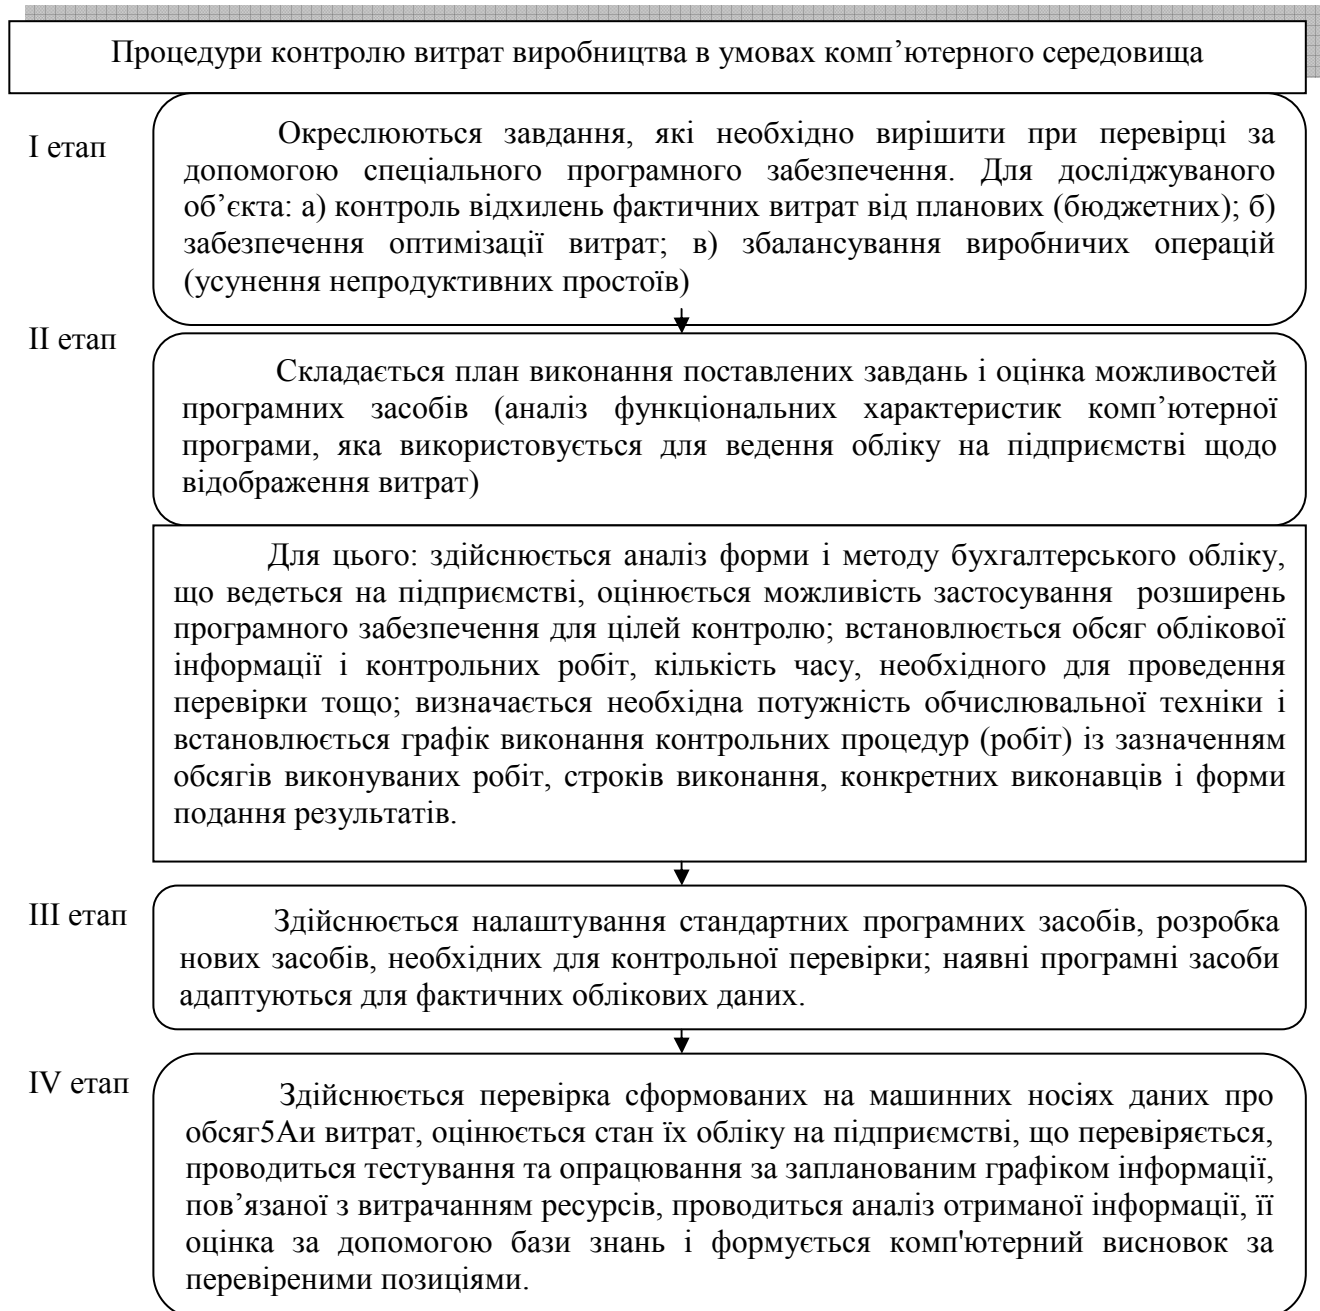 Процедури контролю витрат виробництва в умовах комп’ютерного середовища
I етап
Окреслюються завдання, які необхідно вирішити при перевірці за
допомогою спеціального програмного забезпечення. Для досліджуваного
об’єкта: а) контроль відхилень фактичних витрат від планових (бюджетних); б)
забезпечення оптимізації витрат; в) збалансування виробничих операцій
(усунення непродуктивних простоїв)
II етап
Складається план виконання поставлених завдань і оцінка можливостей
програмних засобів (аналіз функціональних характеристик комп’ютерної
програми, яка використовується для ведення обліку на підприємстві щодо
відображення витрат)
Для цього: здійснюється аналіз форми і методу бухгалтерського обліку,
що ведеться на підприємстві, оцінюється можливість застосування розширень
програмного забезпечення для цілей контролю; встановлюється обсяг облікової
інформації і контрольних робіт, кількість часу, необхідного для проведення
перевірки тощо; визначається необхідна потужність обчислювальної техніки і
встановлюється графік виконання контрольних процедур (робіт) із зазначенням
обсягів виконуваних робіт, строків виконання, конкретних виконавців і форми
подання результатів.
III етап
Здійснюється налаштування стандартних програмних засобів, розробка
нових засобів, необхідних для контрольної перевірки; наявні програмні засоби
адаптуються для фактичних облікових даних.
IV етап
Здійснюється перевірка сформованих на машинних носіях даних про
обсяг5Аи витрат, оцінюється стан їх обліку на підприємстві, що перевіряється,
проводиться тестування та опрацювання за запланованим графіком інформації,
пов’язаної з витрачанням ресурсів, проводиться аналіз отриманої інформації, її
оцінка за допомогою бази знань і формується комп'ютерний висновок за
перевіреними позиціями.